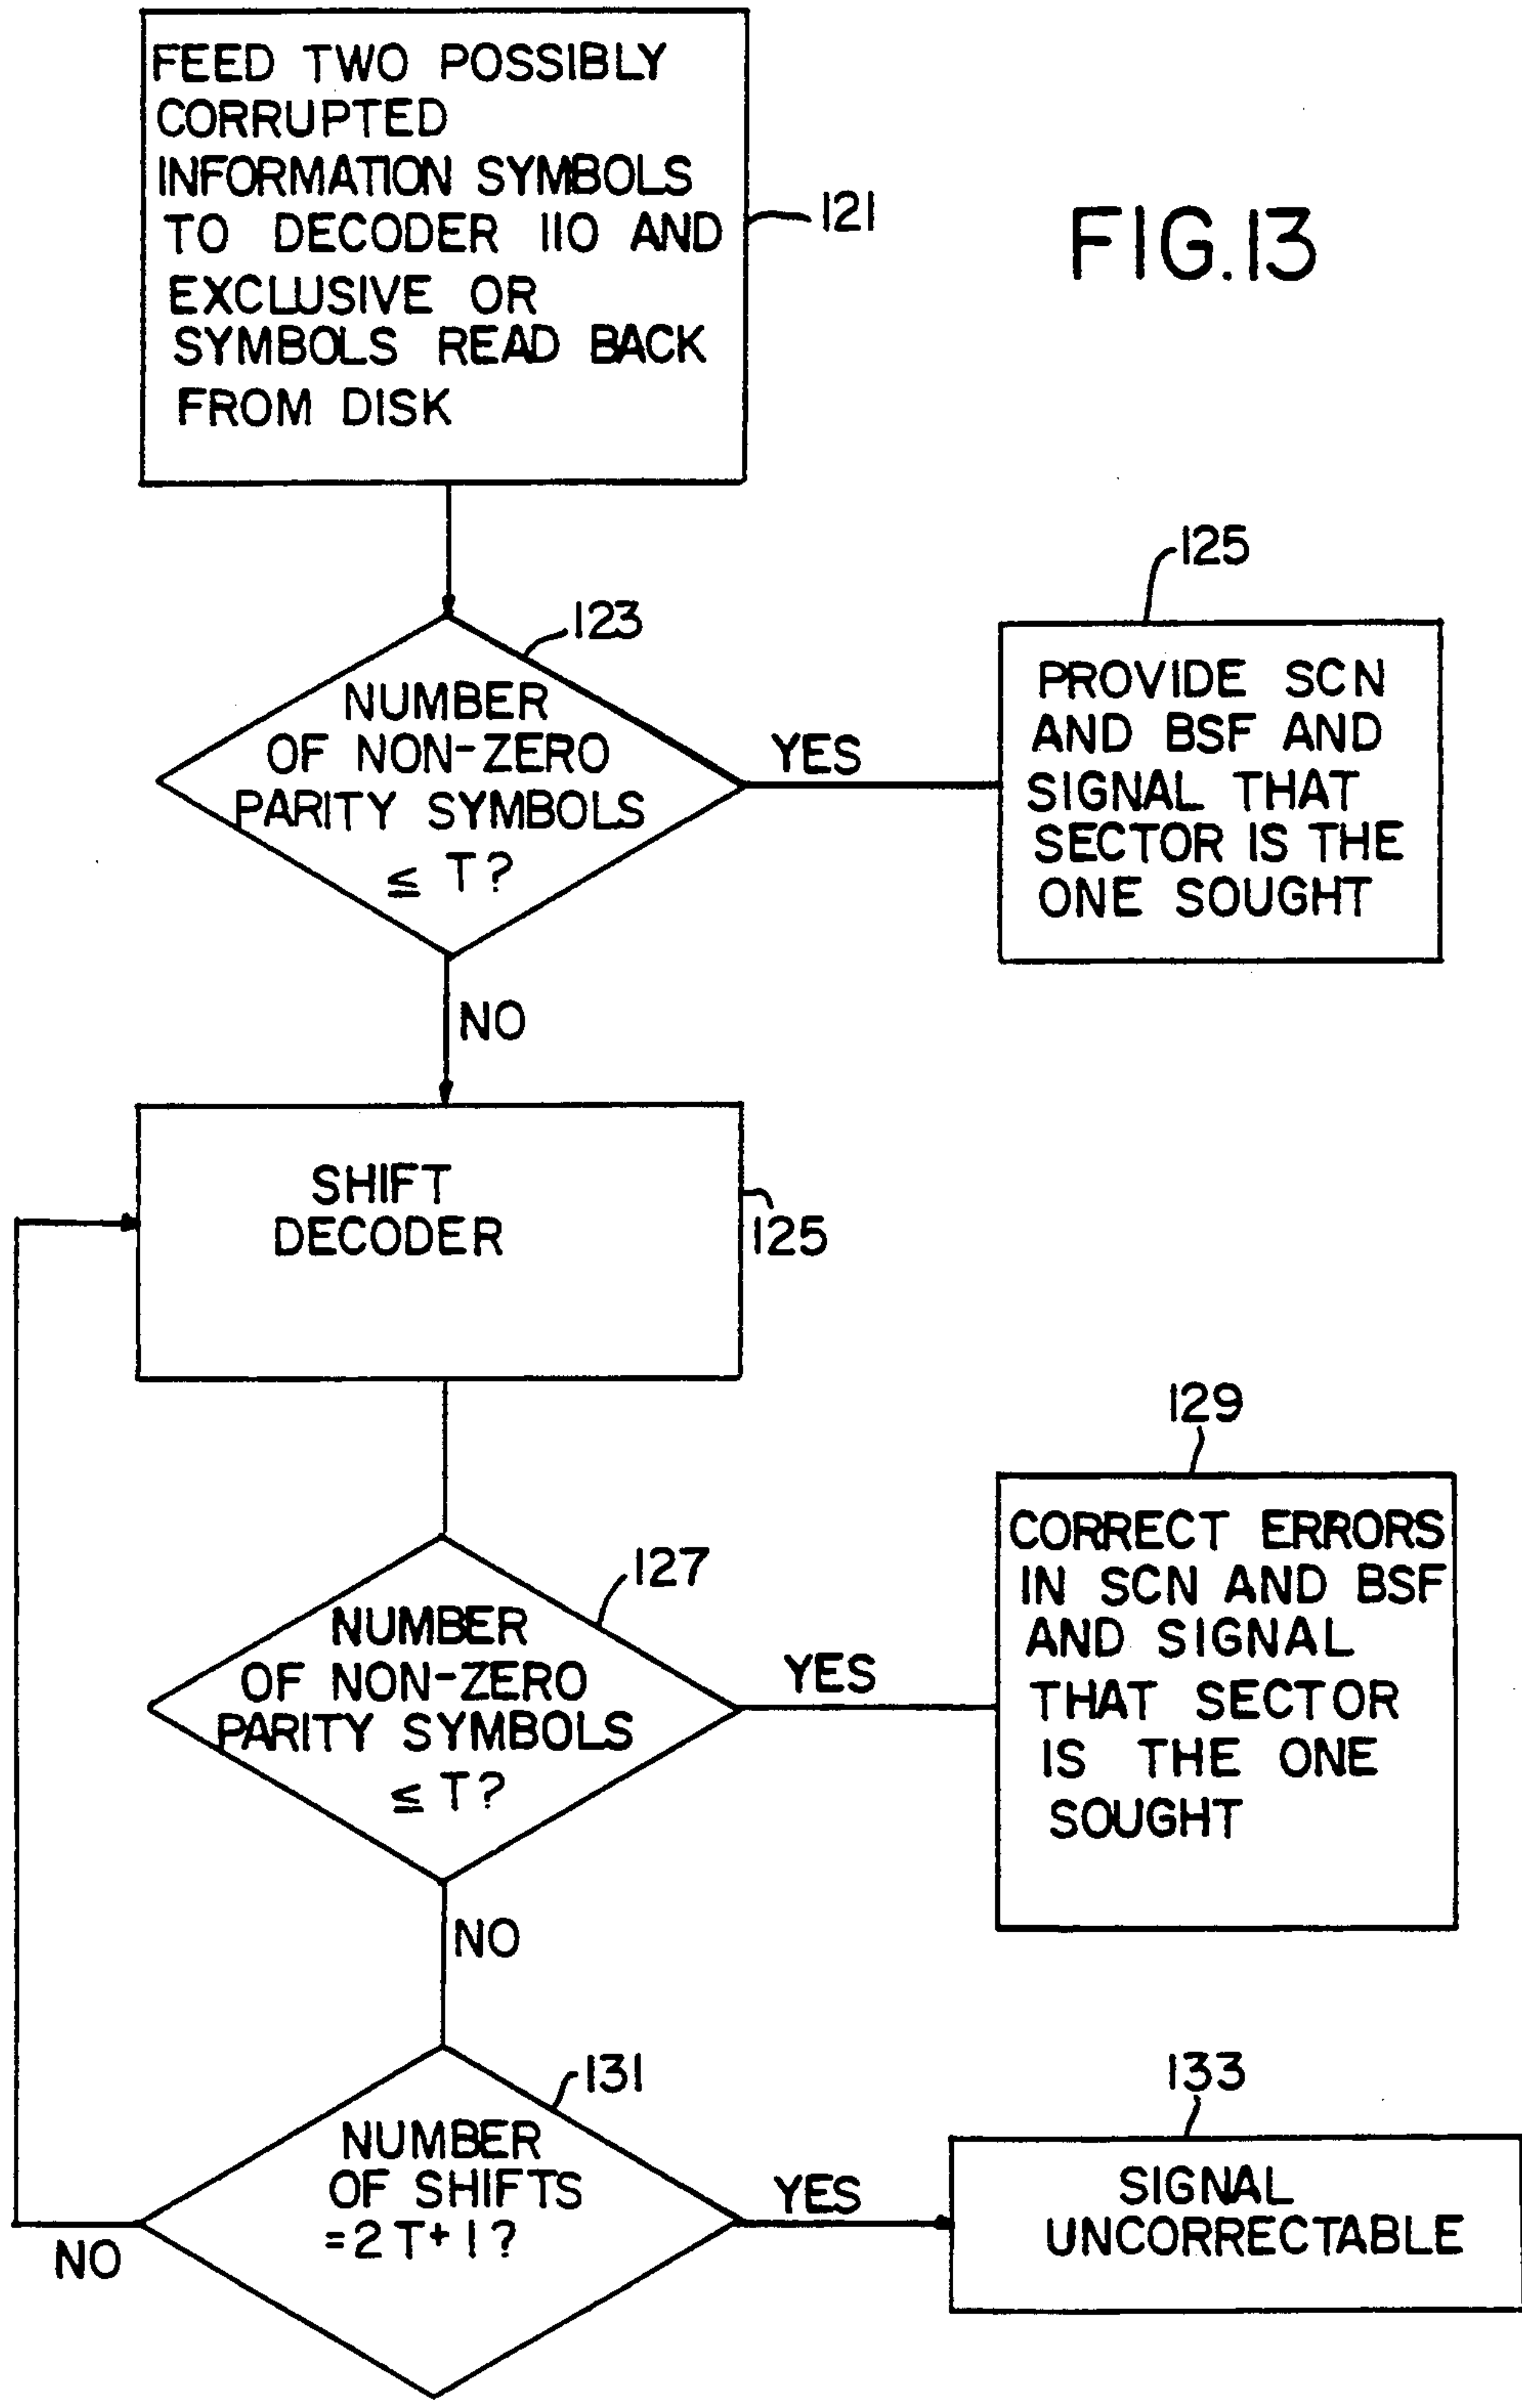 FEED TWO POSSIBLY
CORRUPTED
INFORMATION SYMBOLS
TO DECODER 110 AND
EXCLUSIVE OR
SYMBOLS READ BACK
FROM DISK
121
FIG.13
123
NUMBER
OF NON-ZERO
PARITY SYMBOLS
≤ T?
YES
125
PROVIDE SCN
AND BSF AND
SIGNAL THAT
SECTOR IS THE
ONE SOUGHT
NO
SHIFT
DECODER
125
127
NUMBER
OF NON-ZERO
PARITY SYMBOLS
≤ T?
YES
129
CORRECT ERRORS
IN SCN AND BSF
AND SIGNAL
THAT SECTOR
IS THE ONE
SOUGHT
NO
131
NUMBER
OF SHIFTS
=2T+1?
NO
YES
133
SIGNAL
UNCORRECTABLE